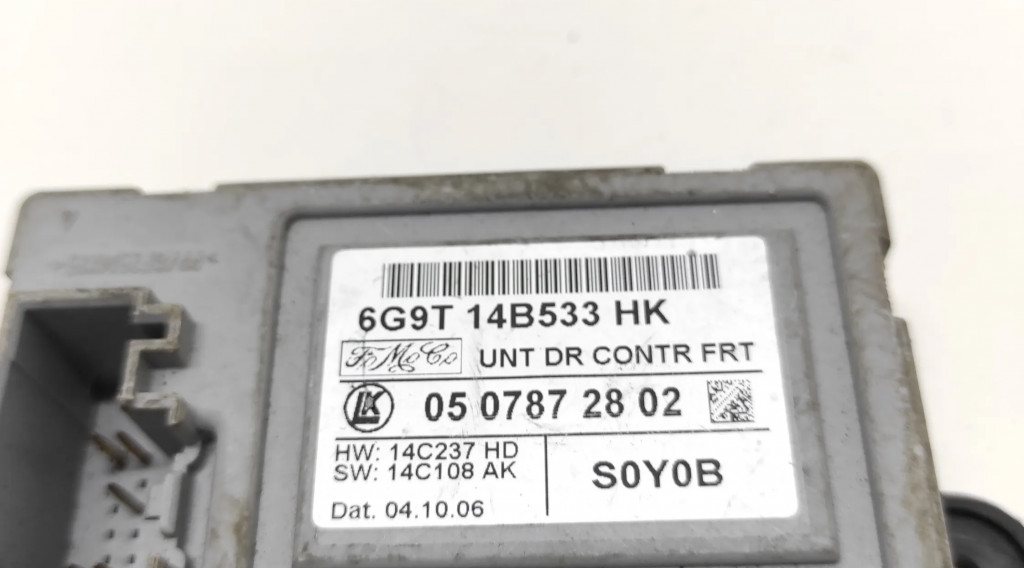 6G9T 14B533 HK
FoMoCo UNT DR CONTR FRT
LK 05 0787 28 02
HW: 14C237 HD
SW: 14C108 AK
S0Y0B
Dat. 04.10.06